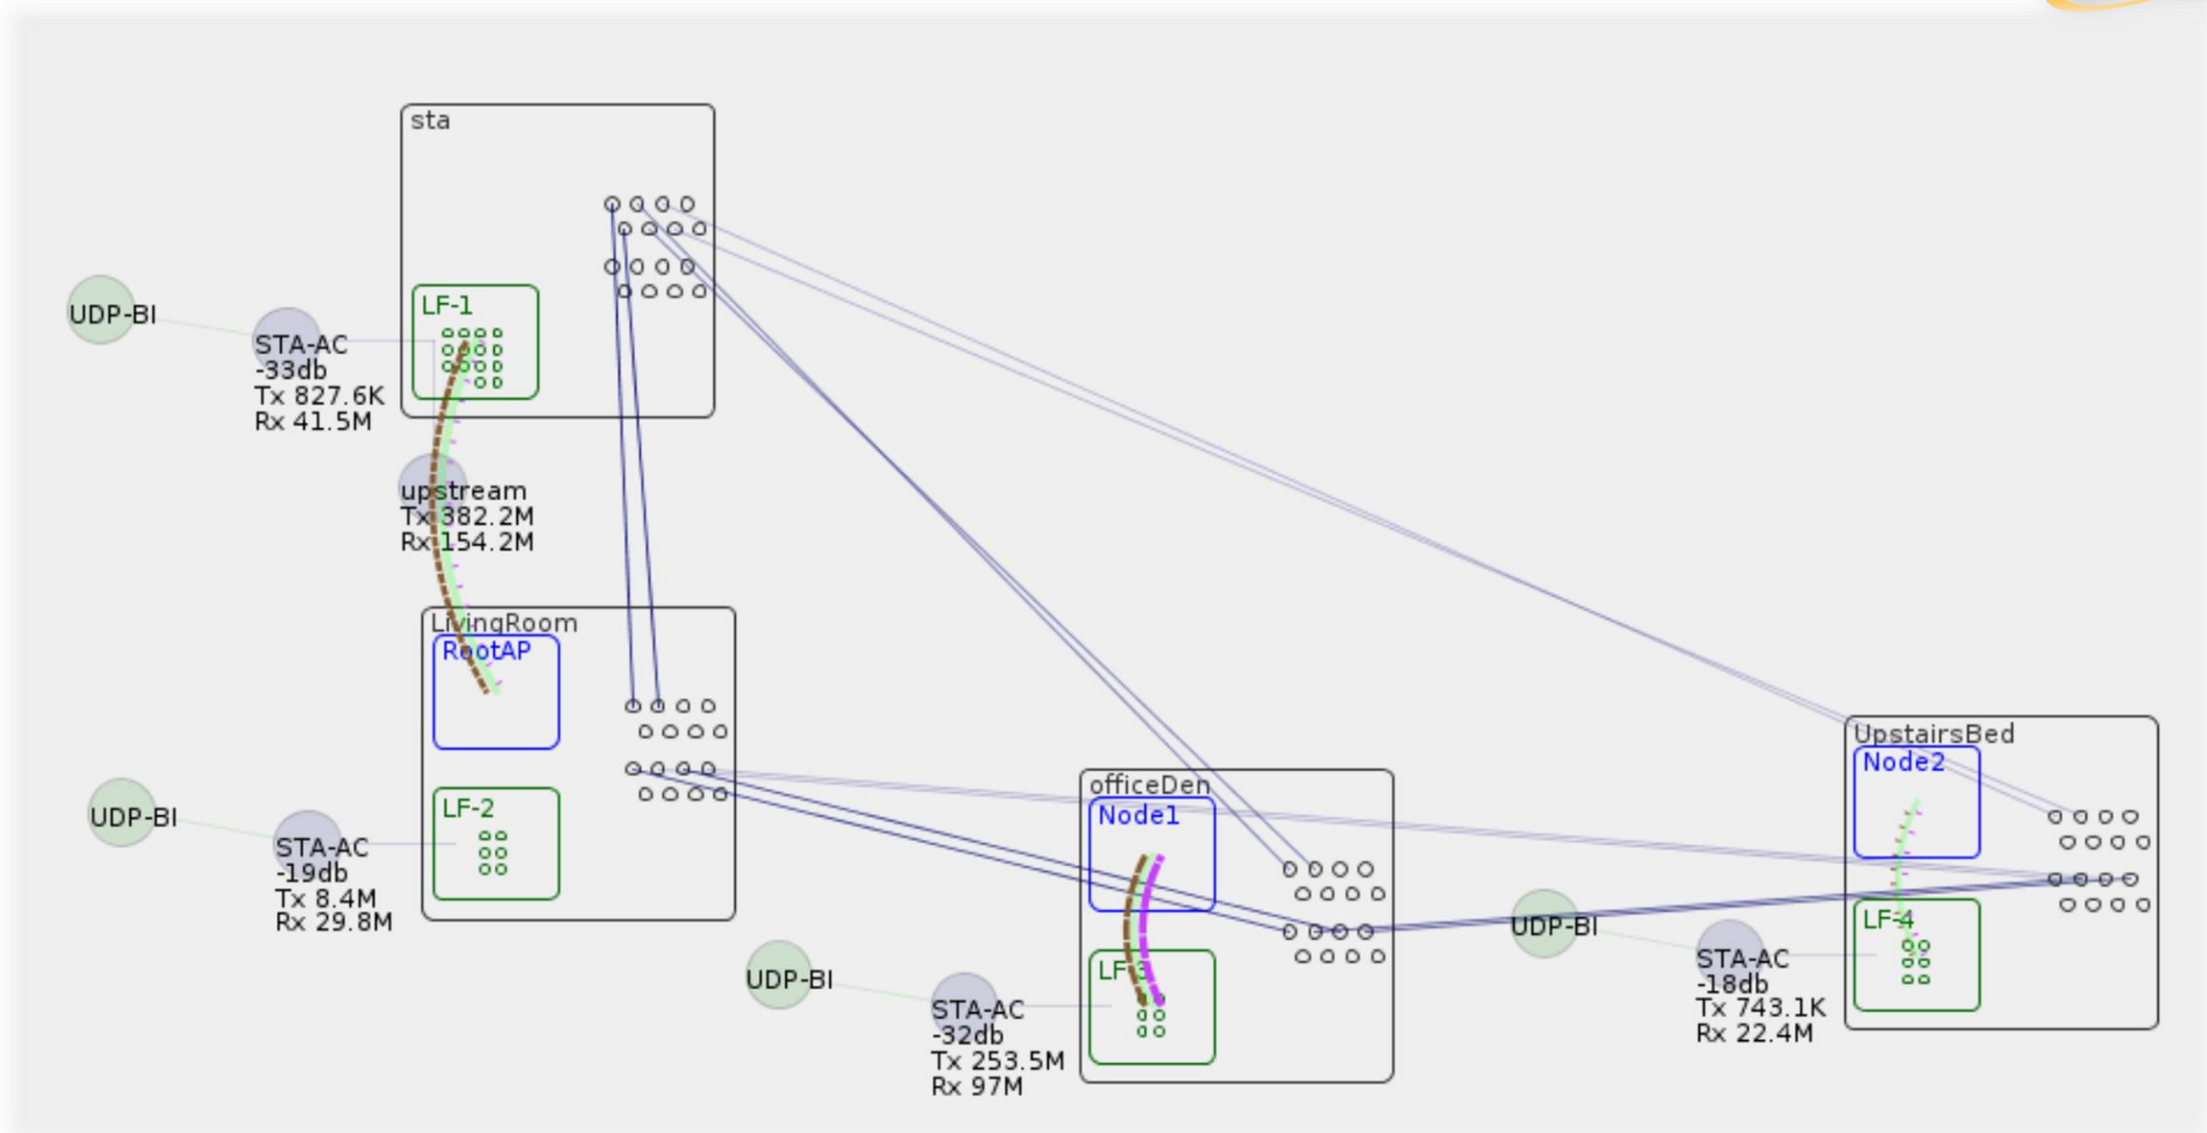 sta
LF-1
UDP-BI
STA-AC
-33db
Tx 827.6K
Rx 41.5M
upstream
Tx 382.2M
Rx 154.2M
LivingRoom
RootAP
LF-2
UDP-BI
STA-AC
-19db
Tx 8.4M
Rx 29.8M
officeDen
Node1
LF-3
UDP-BI
STA-AC
-32db
Tx 253.5M
Rx 97M
UpstairsBed
Node2
LF-4
UDP-BI
STA-AC
-18db
Tx 743.1K
Rx 22.4M